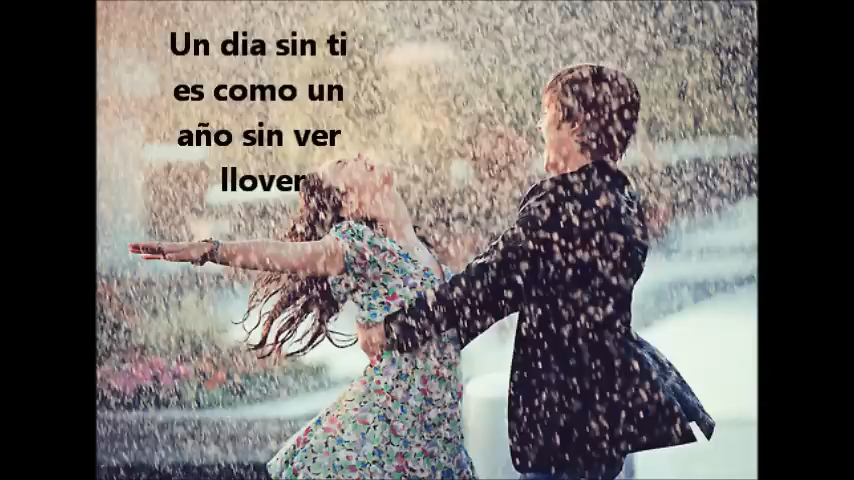 Un dia sin ti
es como un
año sin ver
llover